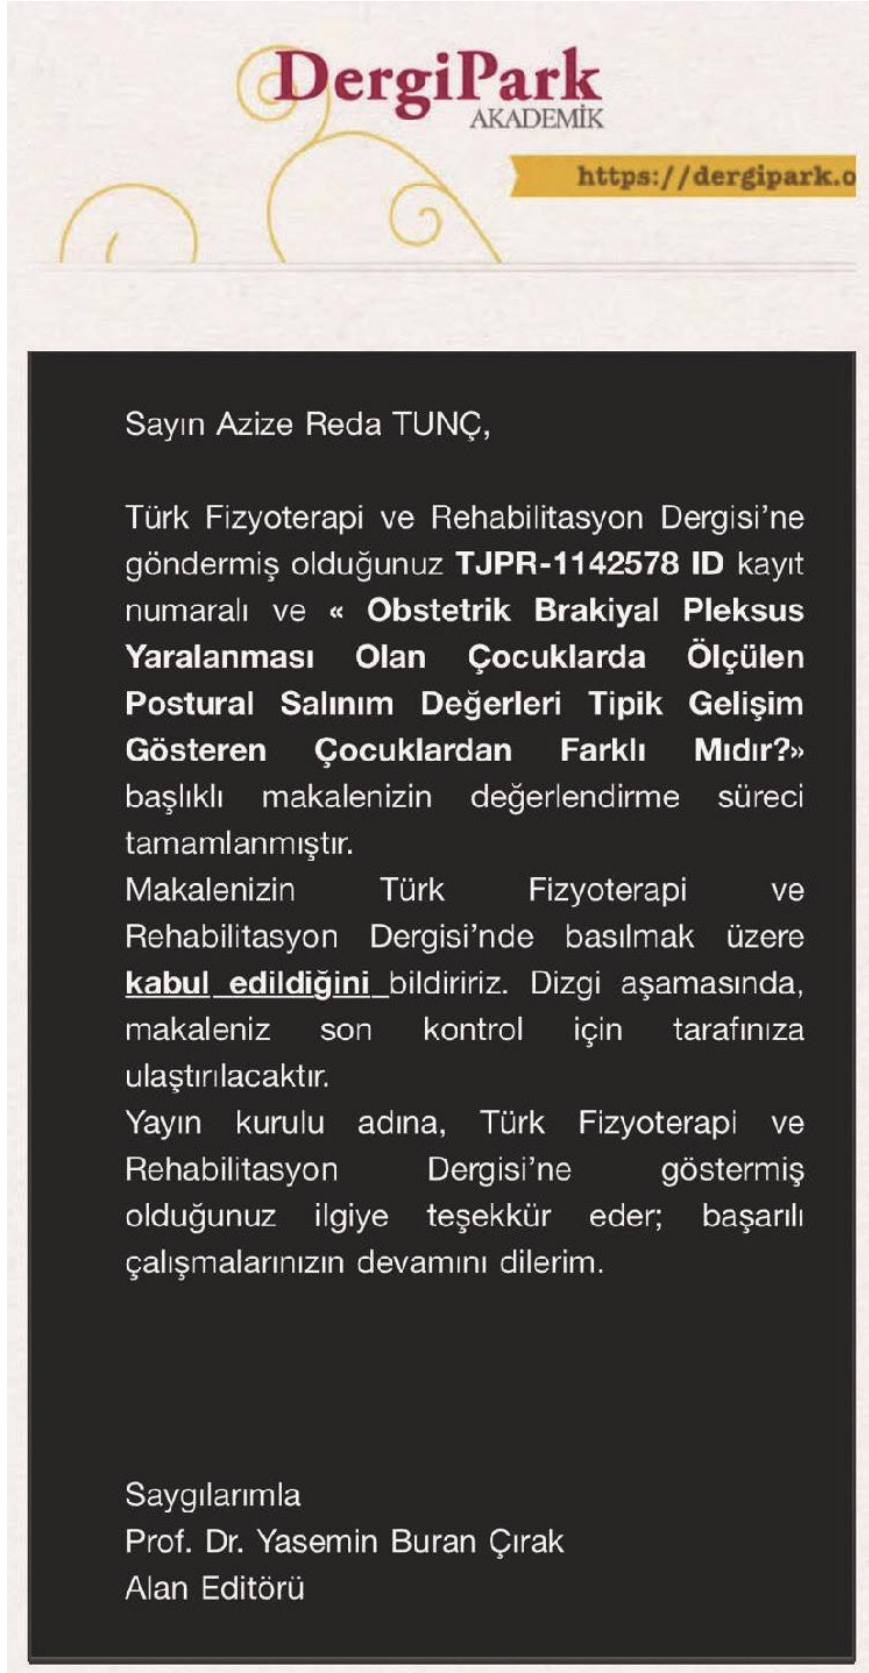 DergiPark
AKADEMİK
https://dergipark.o
Sayın Azize Reda TUNÇ,
Türk Fizyoterapi ve Rehabilitasyon Dergisi’ne
göndermiş olduğunuz TJPR-1142578 ID kayıt
numaralı ve « Obstetrik Brakiyal Pleksus
Yaralanması Olan Çocuklarda Ölçülen
Postural Salınım Değerleri Tipik Gelişim
Gösteren Çocuklardan Farklı Mıdır?»
başlıklı makalenizin değerlendirme süreci
tamamlanmıştır.
Makalenizin Türk Fizyoterapi ve
Rehabilitasyon Dergisi’nde basılmak üzere
kabul edildiğini bildiririz. Dizgi aşamasında,
makaleniz son kontrol için tarafınıza
ulaştırılacaktır.
Yayın kurulu adına, Türk Fizyoterapi ve
Rehabilitasyon Dergisi’ne göstermiş
olduğunuz ilgiye teşekkür eder; başarılı
çalışmalarınızın devamını dilerim.
Saygılarımla
Prof. Dr. Yasemin Buran Çırak
Alan Editörü